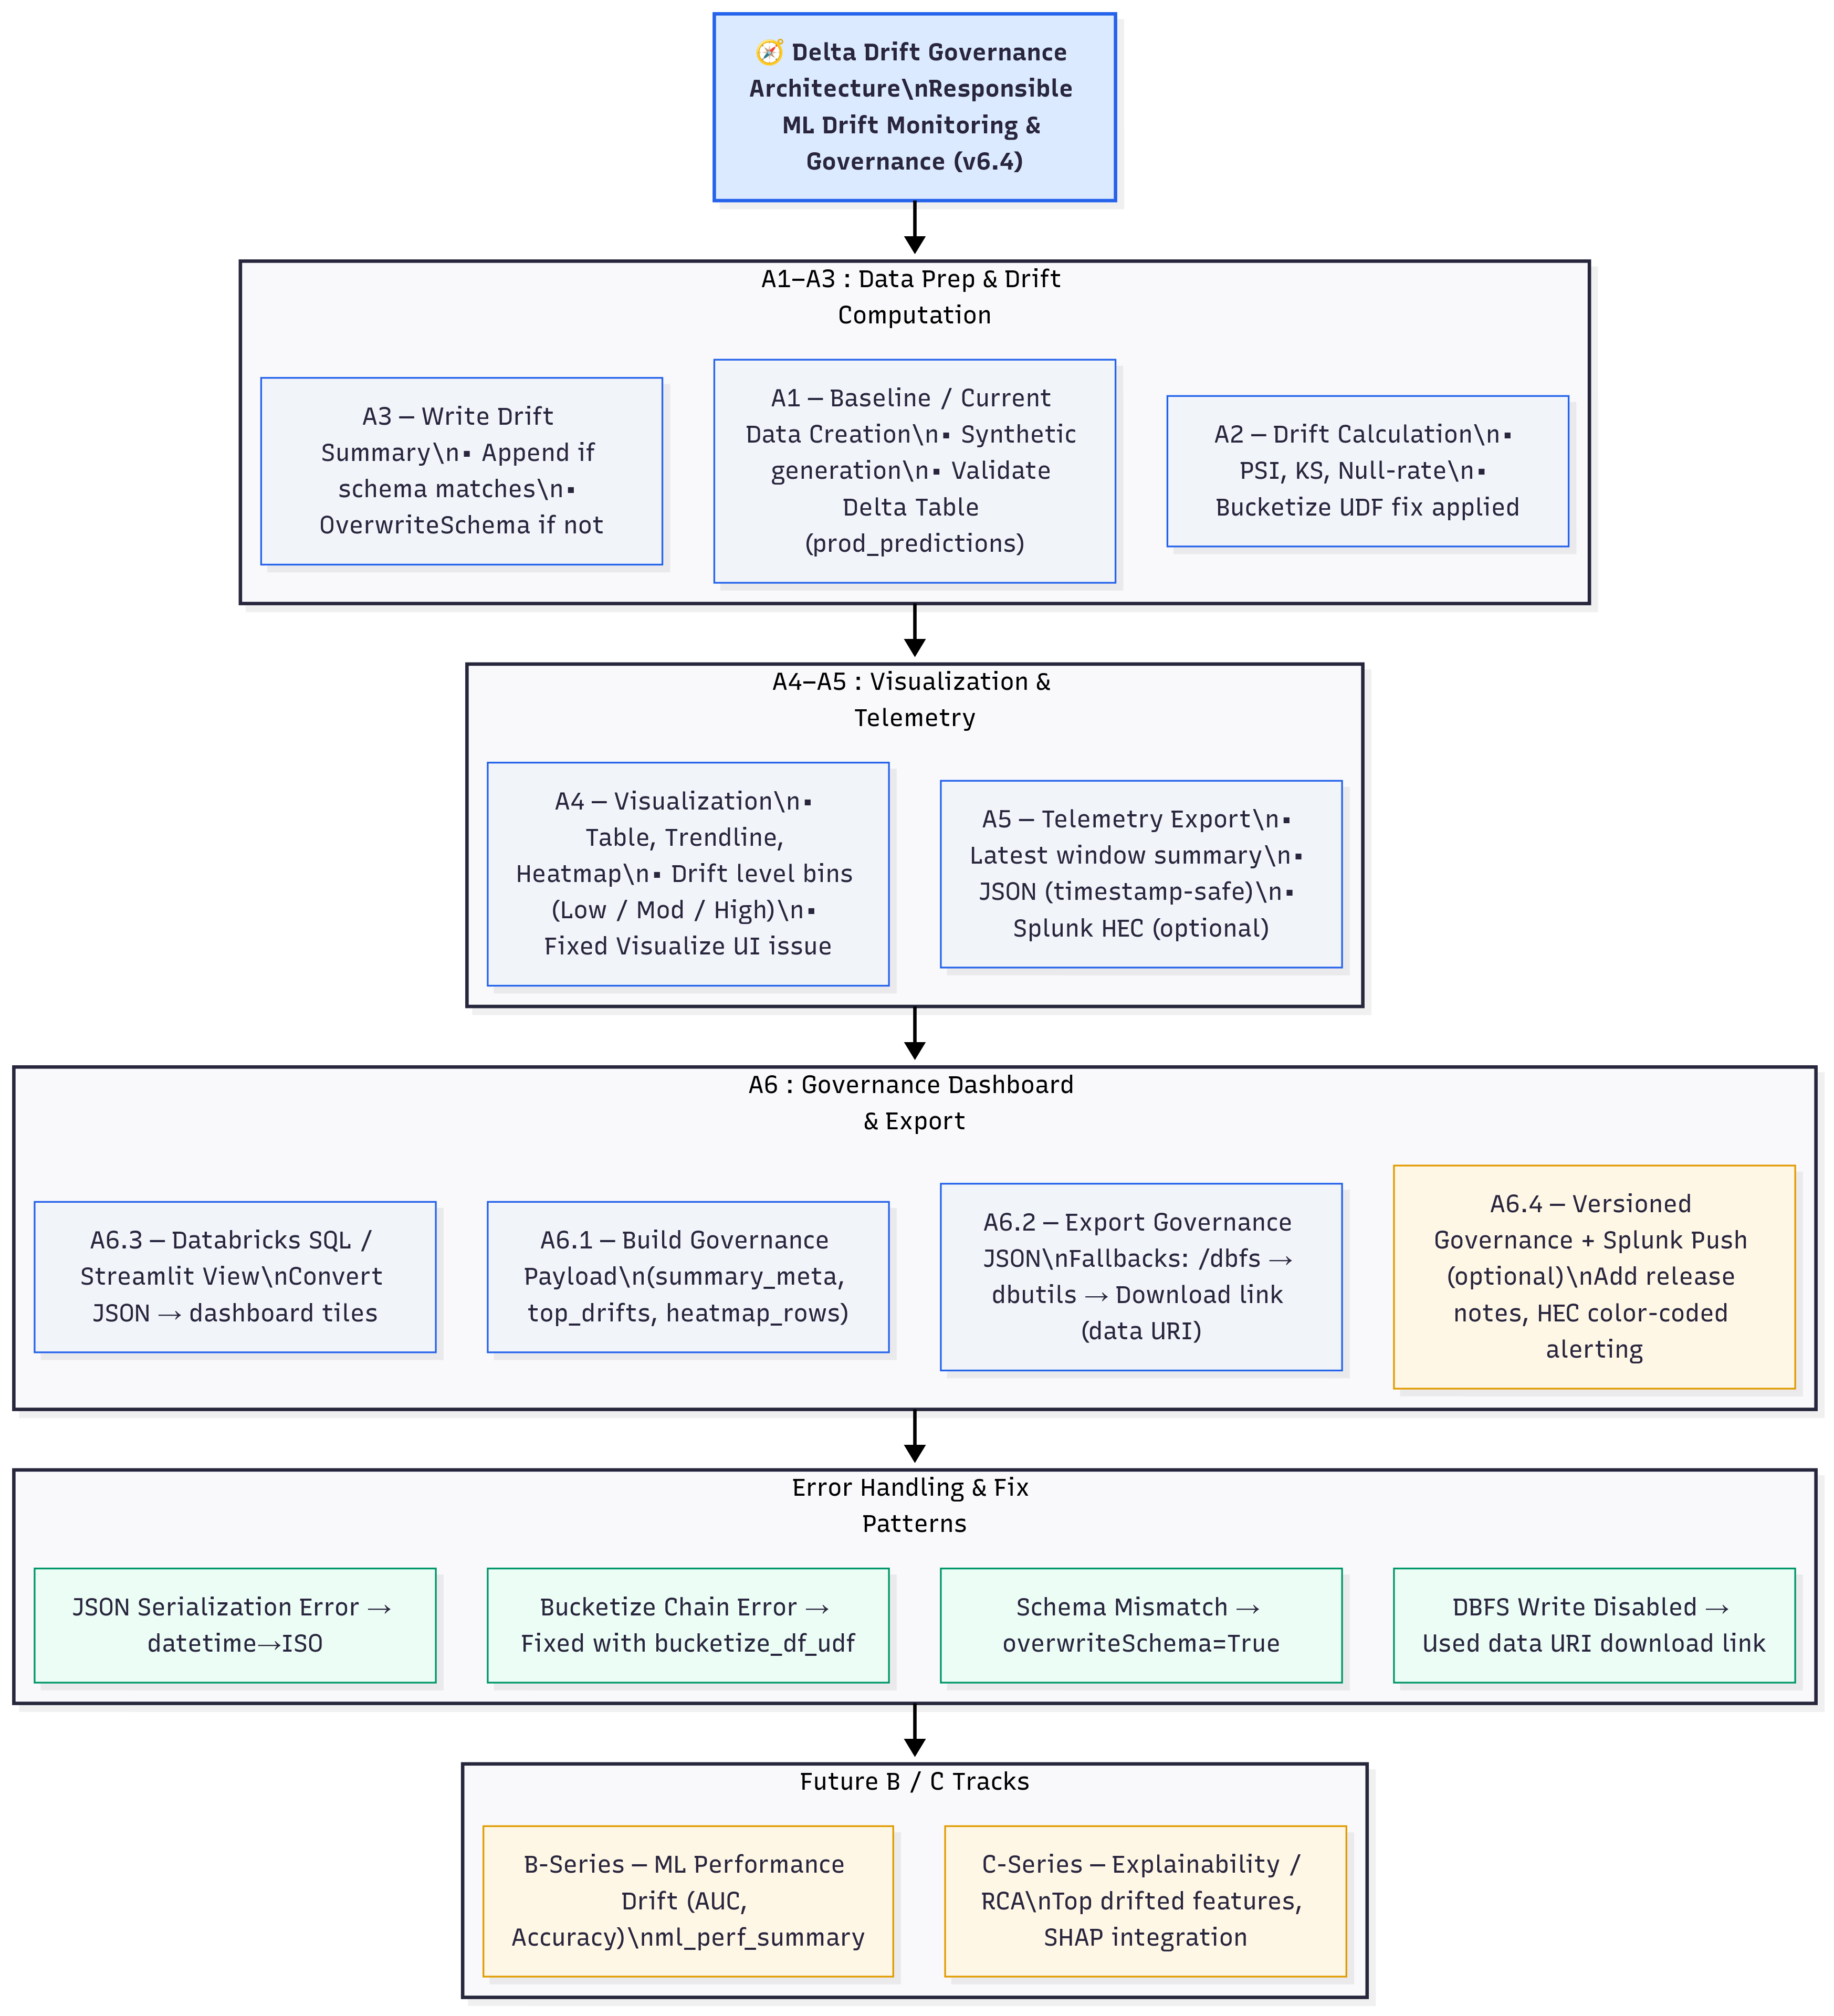 🧭 Delta Drift Governance
Architecture\nResponsible
ML Drift Monitoring &
Governance (v6.4)
A1–A3 : Data Prep & Drift
Computation
A3 — Write Drift
Summary\n▪ Append if
schema matches\n▪
OverwriteSchema if not
A1 — Baseline / Current
Data Creation\n▪ Synthetic
generation\n▪ Validate
Delta Table
(prod_predictions)
A2 — Drift Calculation\n▪
PSI, KS, Null-rate\n▪
Bucketize UDF fix applied
A4–A5 : Visualization &
Telemetry
A4 — Visualization\n▪
Table, Trendline,
Heatmap\n▪ Drift level bins
(Low / Mod / High)\n▪
Fixed Visualize UI issue
A5 — Telemetry Export\n▪
Latest window summary\n▪
JSON (timestamp-safe)\n▪
Splunk HEC (optional)
A6 : Governance Dashboard
& Export
A6.3 — Databricks SQL /
Streamlit View\nConvert
JSON → dashboard tiles
A6.1 — Build Governance
Payload\n(summary_meta,
top_drifts, heatmap_rows)
A6.2 — Export Governance
JSON\nFallbacks: /dbfs →
dbutils → Download link
(data URI)
A6.4 — Versioned
Governance + Splunk Push
(optional)\nAdd release
notes, HEC color-coded
alerting
Error Handling & Fix
Patterns
JSON Serialization Error →
datetime→ISO
Bucketize Chain Error →
Fixed with bucketize_df_udf
Schema Mismatch →
overwriteSchema=True
DBFS Write Disabled →
Used data URI download link
Future B / C Tracks
B-Series — ML Performance
Drift (AUC,
Accuracy)\nml_perf_summary
C-Series — Explainability /
RCA\nTop drifted features,
SHAP integration